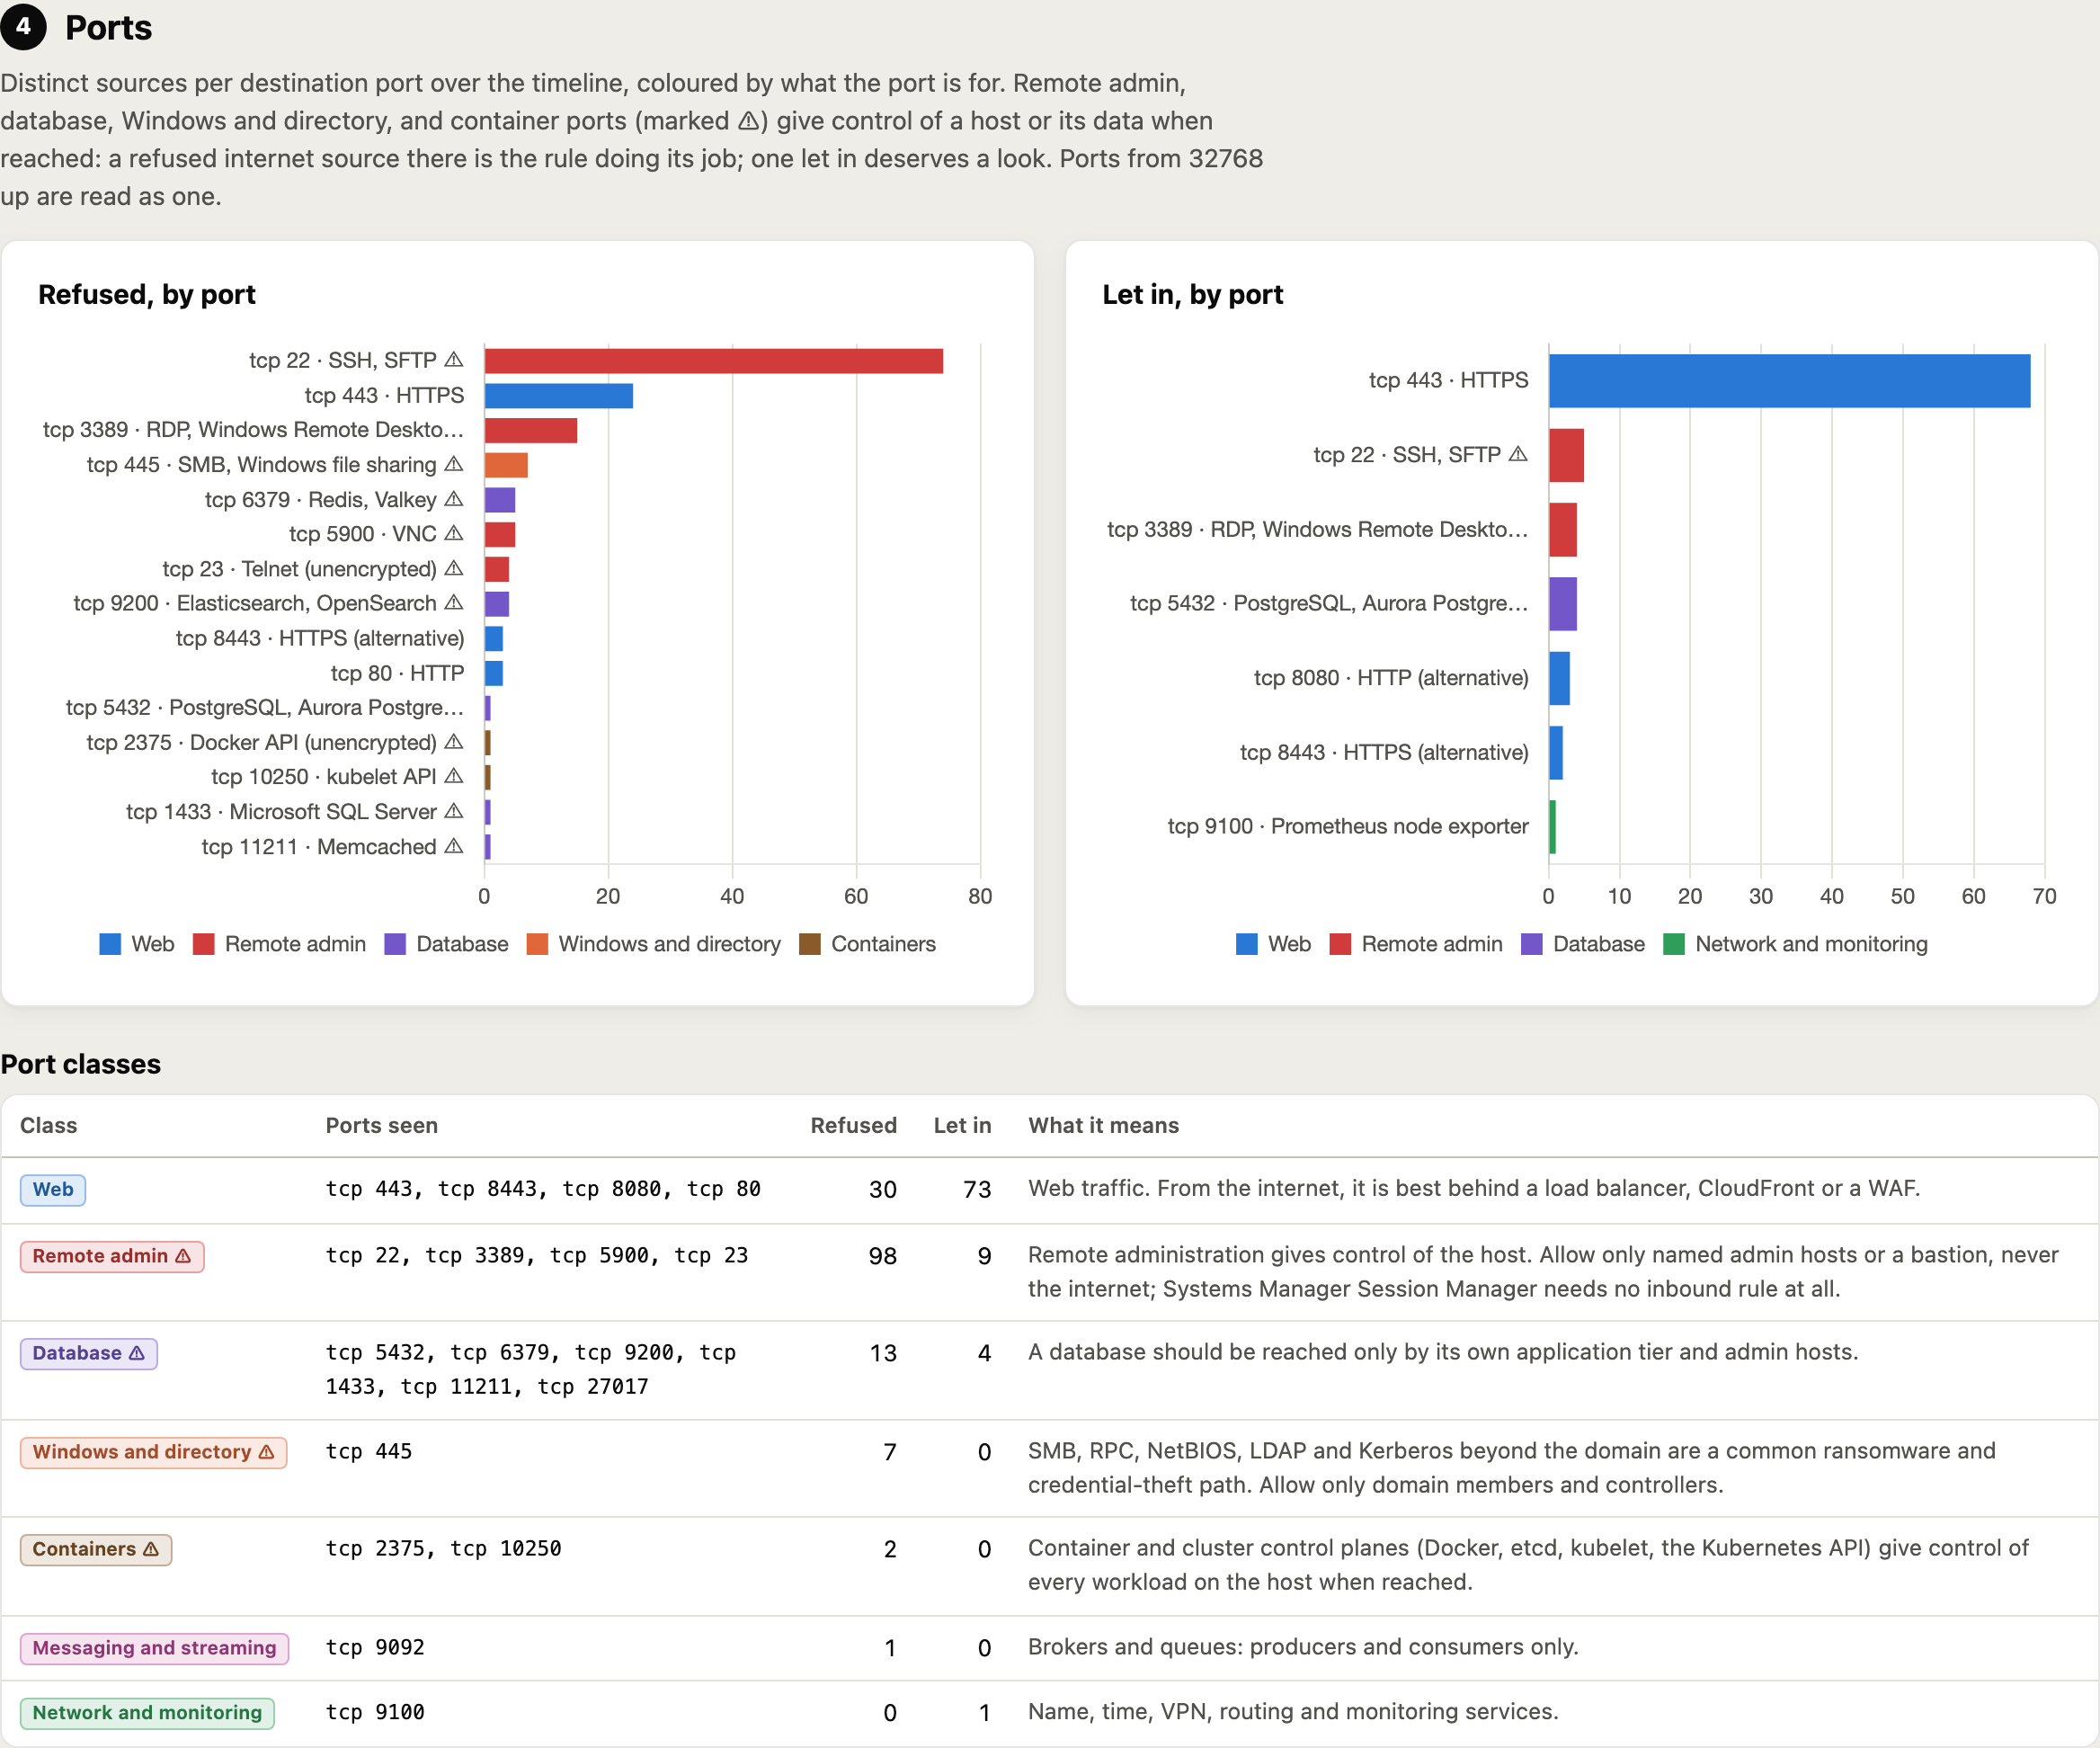 4 Ports
Distinct sources per destination port over the timeline, coloured by what the port is for. Remote admin,
database, Windows and directory, and container ports (marked ⚠) give control of a host or its data when
reached: a refused internet source there is the rule doing its job; one let in deserves a look. Ports from 32768
up are read as one.
Refused, by port
tcp 22 · SSH, SFTP ⚠
tcp 443 · HTTPS
tcp 3389 · RDP, Windows Remote Deskto…
tcp 445 · SMB, Windows file sharing ⚠
tcp 6379 · Redis, Valkey ⚠
tcp 5900 · VNC ⚠
tcp 23 · Telnet (unencrypted) ⚠
tcp 9200 · Elasticsearch, OpenSearch ⚠
tcp 8443 · HTTPS (alternative)
tcp 80 · HTTP
tcp 5432 · PostgreSQL, Aurora Postgre…
tcp 2375 · Docker API (unencrypted) ⚠
tcp 10250 · kubelet API ⚠
tcp 1433 · Microsoft SQL Server ⚠
tcp 11211 · Memcached ⚠
0 20 40 60 80
Web Remote admin Database Windows and directory Containers
Let in, by port
tcp 443 · HTTPS
tcp 22 · SSH, SFTP ⚠
tcp 3389 · RDP, Windows Remote Deskto…
tcp 5432 · PostgreSQL, Aurora Postgre…
tcp 8080 · HTTP (alternative)
tcp 8443 · HTTPS (alternative)
tcp 9100 · Prometheus node exporter
0 10 20 30 40 50 60 70
Web Remote admin Database Network and monitoring
Port classes
Class Ports seen Refused Let in What it means
Web tcp 443, tcp 8443, tcp 8080, tcp 80 30 73 Web traffic. From the internet, it is best behind a load balancer, CloudFront or a WAF.
Remote admin ⚠ tcp 22, tcp 3389, tcp 5900, tcp 23 98 9 Remote administration gives control of the host. Allow only named admin hosts or a bastion, never
the internet; Systems Manager Session Manager needs no inbound rule at all.
Database ⚠ tcp 5432, tcp 6379, tcp 9200, tcp 13 4 A database should be reached only by its own application tier and admin hosts.
1433, tcp 11211, tcp 27017
Windows and directory ⚠ tcp 445 7 0 SMB, RPC, NetBIOS, LDAP and Kerberos beyond the domain are a common ransomware and
credential-theft path. Allow only domain members and controllers.
Containers ⚠ tcp 2375, tcp 10250 2 0 Container and cluster control planes (Docker, etcd, kubelet, the Kubernetes API) give control of
every workload on the host when reached.
Messaging and streaming tcp 9092 1 0 Brokers and queues: producers and consumers only.
Network and monitoring tcp 9100 0 1 Name, time, VPN, routing and monitoring services.